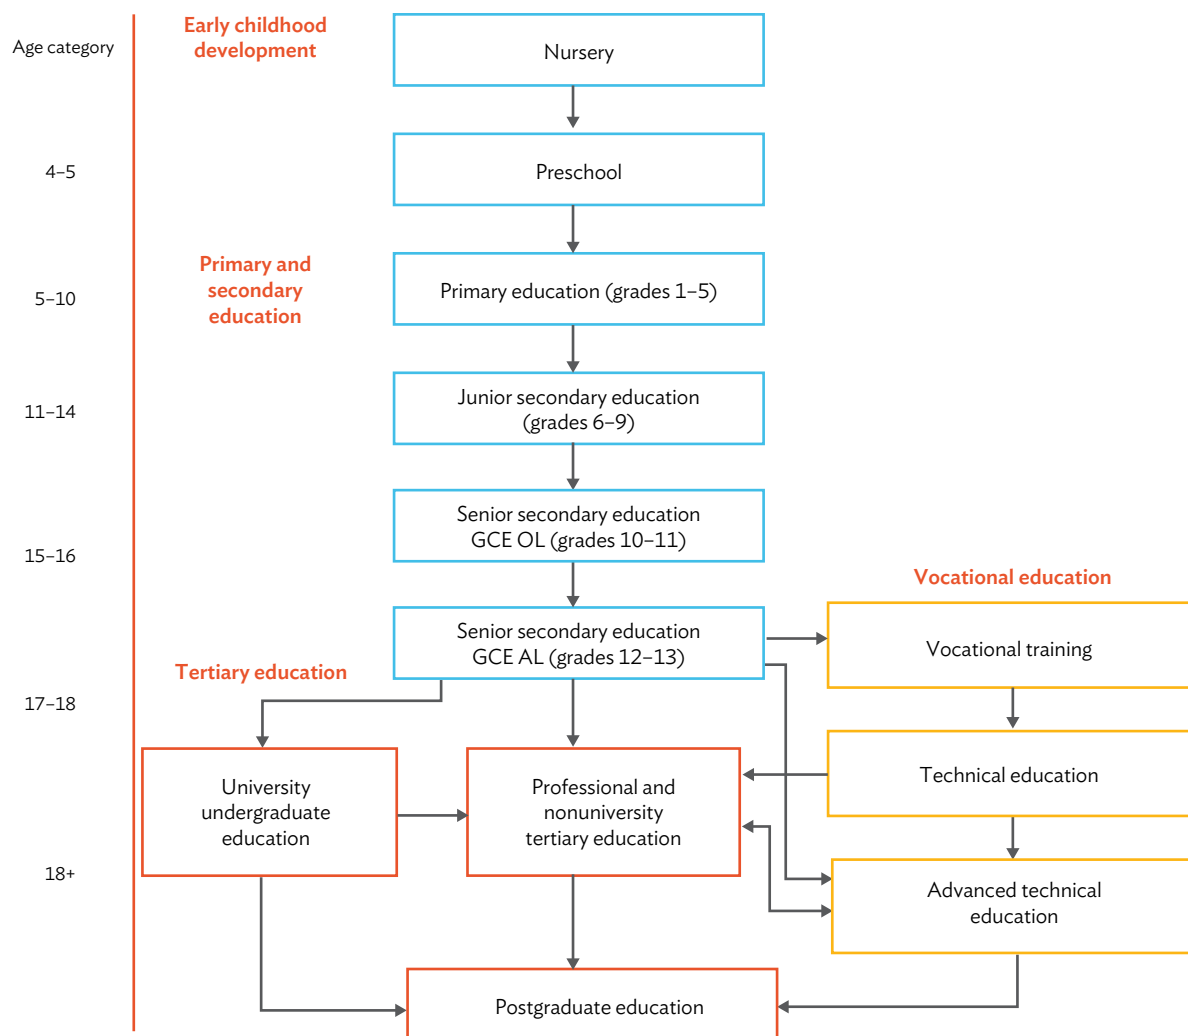 Age category
Early childhood
development
Nursery
4–5
Preschool
Primary and
secondary
education
5–10
Primary education (grades 1–5)
11–14
Junior secondary education
(grades 6–9)
15–16
Senior secondary education
GCE OL (grades 10–11)
Vocational education
Senior secondary education
GCE AL (grades 12–13)
Vocational training
Tertiary education
17–18
University
undergraduate
education
Professional and
nonuniversity
tertiary education
Technical education
18+
Advanced technical
education
Postgraduate education